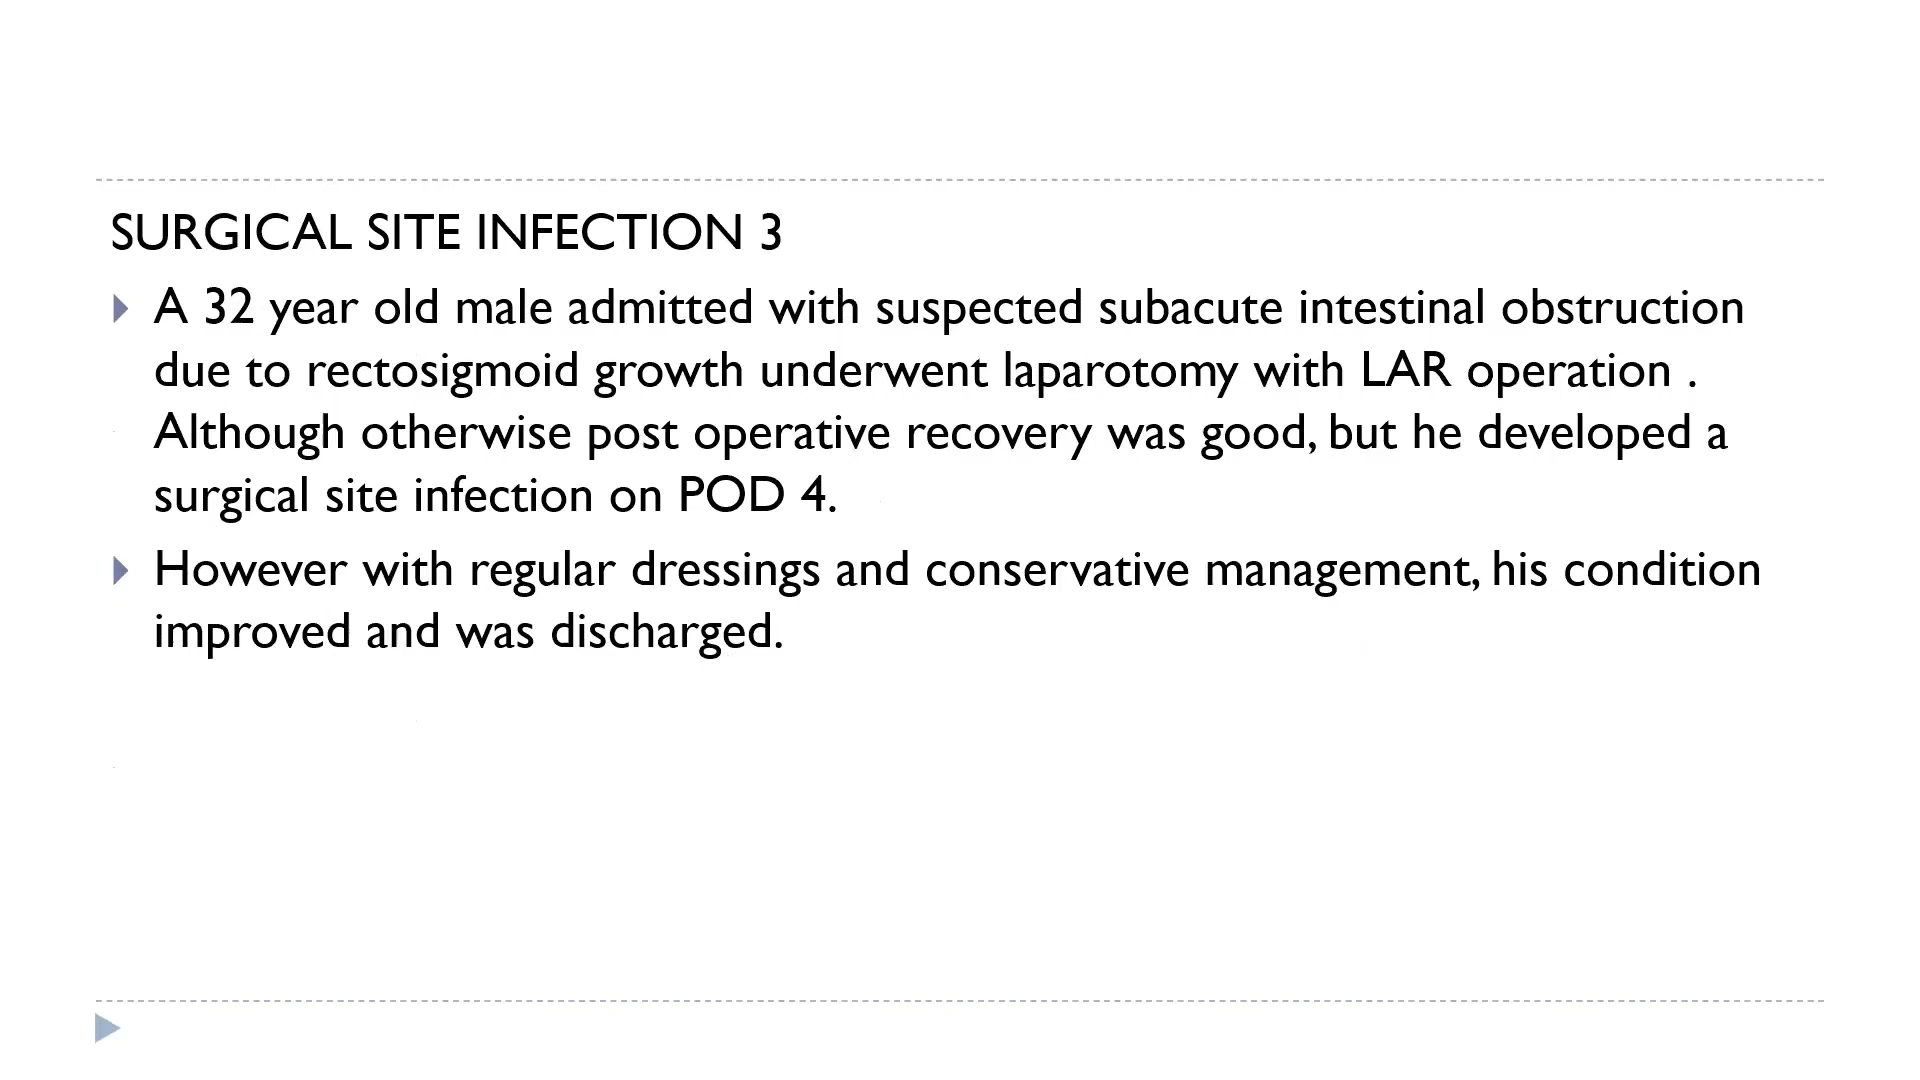 SURGICAL SITE INFECTION 3
A 32 year old male admitted with suspected subacute intestinal obstruction
due to rectosigmoid growth underwent laparotomy with LAR operation .
Although otherwise post operative recovery was good, but he developed a
surgical site infection on POD 4.
However with regular dressings and conservative management, his condition
improved and was discharged.